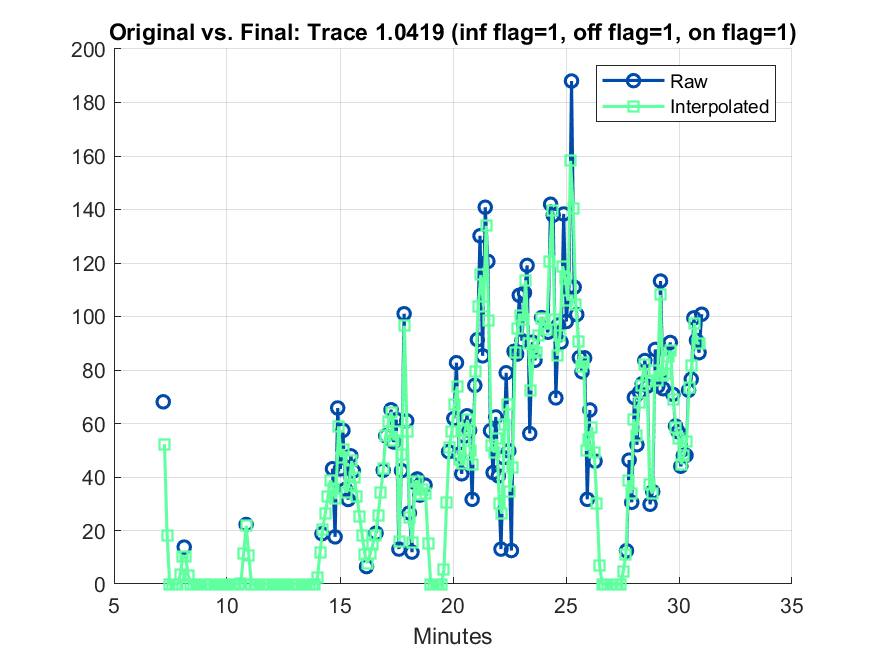 Original vs. Final: Trace 1.0419 (inf flag=1, off flag=1, on flag=1)
200
180
160
140
120
100
80
60
40
20
0
Raw
Interpolated
5 10 15 20 25 30 35
Minutes